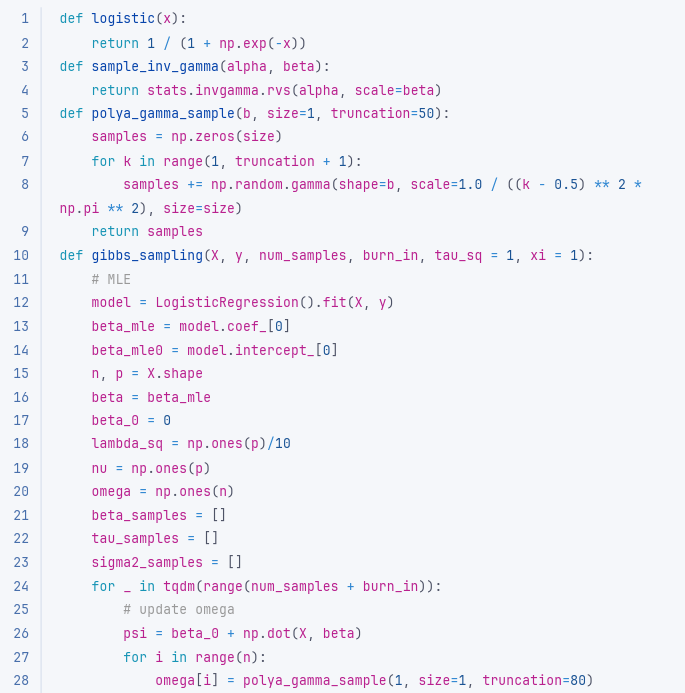 1 def logistic(x):
2 return 1 / (1 + np.exp(-x))
3 def sample_inv_gamma(alpha, beta):
4 return stats.invgamma.rvs(alpha, scale=beta)
5 def polya_gamma_sample(b, size=1, truncation=50):
6 samples = np.zeros(size)
7 for k in range(1, truncation + 1):
8 samples += np.random.gamma(shape=b, scale=1.0 / ((k - 0.5) ** 2 *
np.pi ** 2), size=size)
9 return samples
10 def gibbs_sampling(X, y, num_samples, burn_in, tau_sq = 1, xi = 1):
11 # MLE
12 model = LogisticRegression().fit(X, y)
13 beta_mle = model.coef_[0]
14 beta_mle0 = model.intercept_[0]
15 n, p = X.shape
16 beta = beta_mle
17 beta_0 = 0
18 lambda_sq = np.ones(p)/10
19 nu = np.ones(p)
20 omega = np.ones(n)
21 beta_samples = []
22 tau_samples = []
23 sigma2_samples = []
24 for _ in tqdm(range(num_samples + burn_in)):
25 # update omega
26 psi = beta_0 + np.dot(X, beta)
27 for i in range(n):
28 omega[i] = polya_gamma_sample(1, size=1, truncation=80)